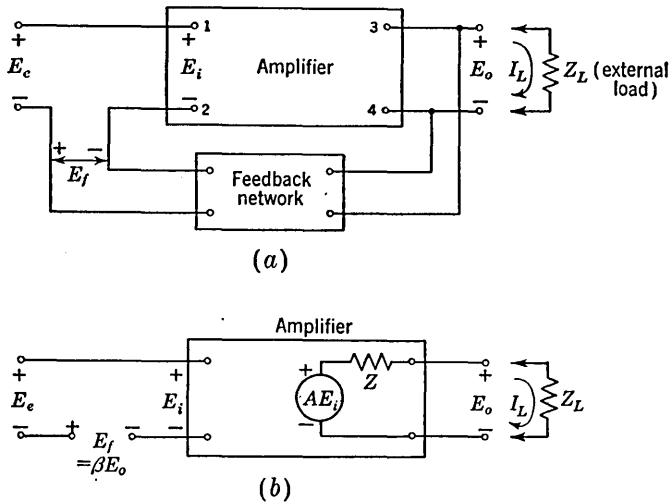 + 1 + 3 +
E_c E_i Amplifier E_o I_L Z_L (external load)
− − 2 4 −
+ − E_f
Feedback network
(a)
Amplifier
+ + + Z +
E_e E_i AE_i E_o I_L Z_L
− + − − − −
E_f
=βE_o
(b)